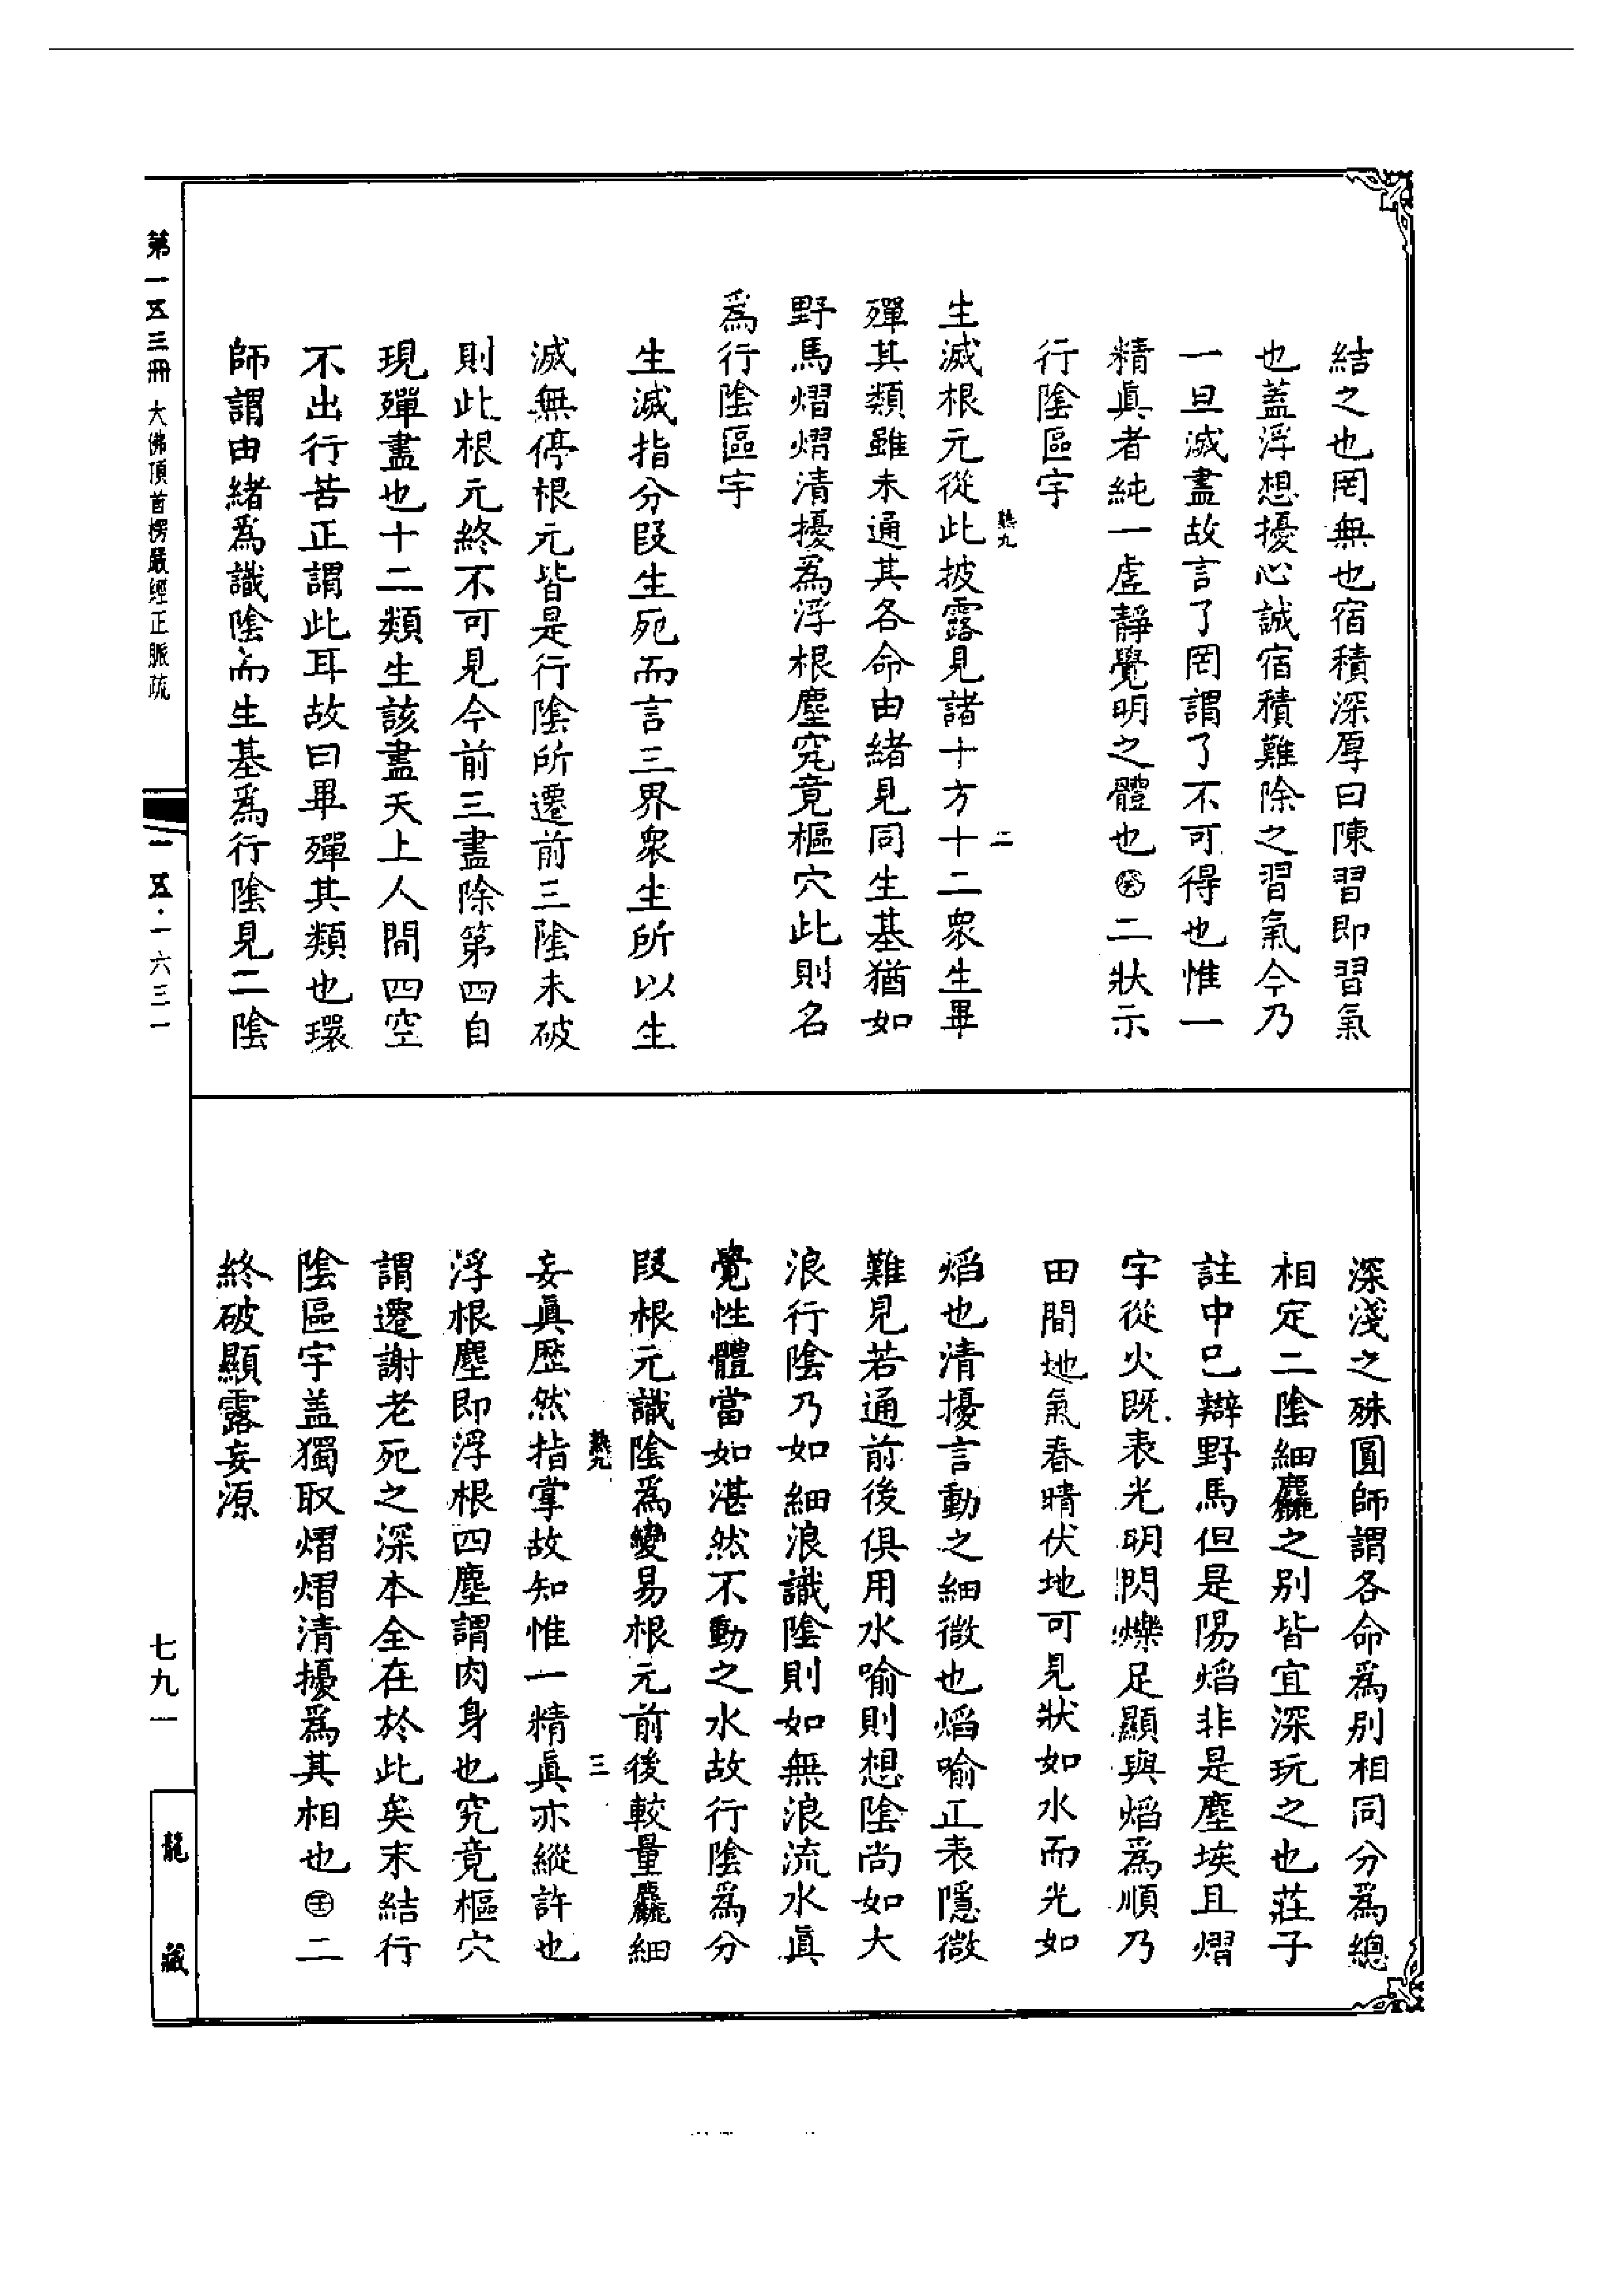 結之也罔無也宿積深厚曰陳習即習氣
也蓋浮想擾心誠宿積難除之習氣今乃
一旦滅盡故言了罔謂了不可得也惟一
精眞者純一虛靜覺明之體也㊋二狀示
行陰區宇
熱九
二
生滅根元從此披露見諸十方十二衆生畢
殫其類雖未通其各命由緒見同生基猶如
野馬熠熠清擾爲浮根塵究竟樞穴此則名
爲行陰區宇
生滅指分段生死而言三界衆生所以生
滅無停根元皆是行陰所遷前三陰未破
則此根元終不可見今前三盡除第四自
現殫盡也十二類生該盡天上人間四空
不出行苦正謂此耳故曰畢殫其類也環
師謂由緒爲識陰而生基爲行陰見二陰
深淺之殊圓師謂各命爲別相同分爲總
相定二陰細麤之別皆宜深玩之也莊子
註中已辯野馬但是陽焰非是塵埃且熠
字從火既表光明閃爍足顯與焰爲順乃
田間地氣春晴伏地可見狀如水而光如
焰也清擾言動之細微也焰喻正表隱微
難見若通前後俱用水喻則想陰尚如大
浪行陰乃如細浪識陰則如無浪流水眞
覺性體當如湛然不動之水故行陰爲分
段根元識陰爲變易根元前後較量麤細
熱九
三
妄眞歷然指掌故知惟一精眞亦縱許也
浮根塵即浮根四塵謂肉身也究竟樞穴
謂遷謝老死之深本全在於此矣末結行
陰區宇盖獨取熠熠清擾爲其相也㊋二
終破顯露妄源
第一五三冊
大佛頂首楞嚴經正脈疏
一五·一六三一
七九一
龍藏